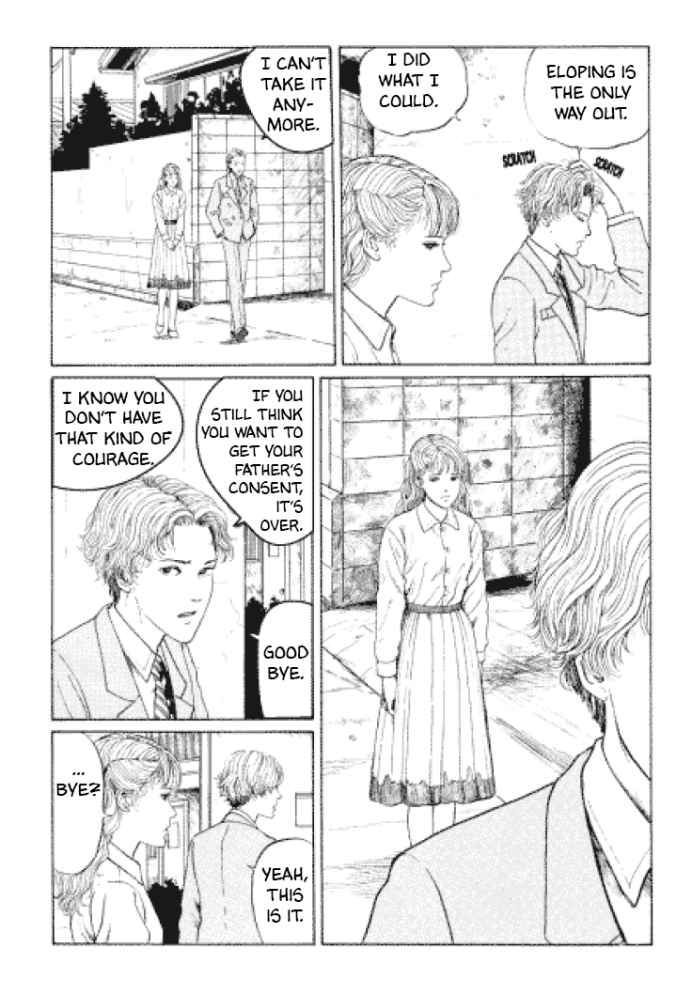 I CAN'T
TAKE IT
ANY-
MORE.
I DID
WHAT I
COULD.
ELOPING IS
THE ONLY
WAY OUT.
SCRATCH
SCRATCH
I KNOW YOU
DON'T HAVE
THAT KIND OF
COURAGE.
IF YOU
STILL THINK
YOU WANT TO
GET YOUR
FATHER'S
CONSENT,
IT'S
OVER.
GOOD
BYE.
...
BYE?
YEAH,
THIS
IS IT.